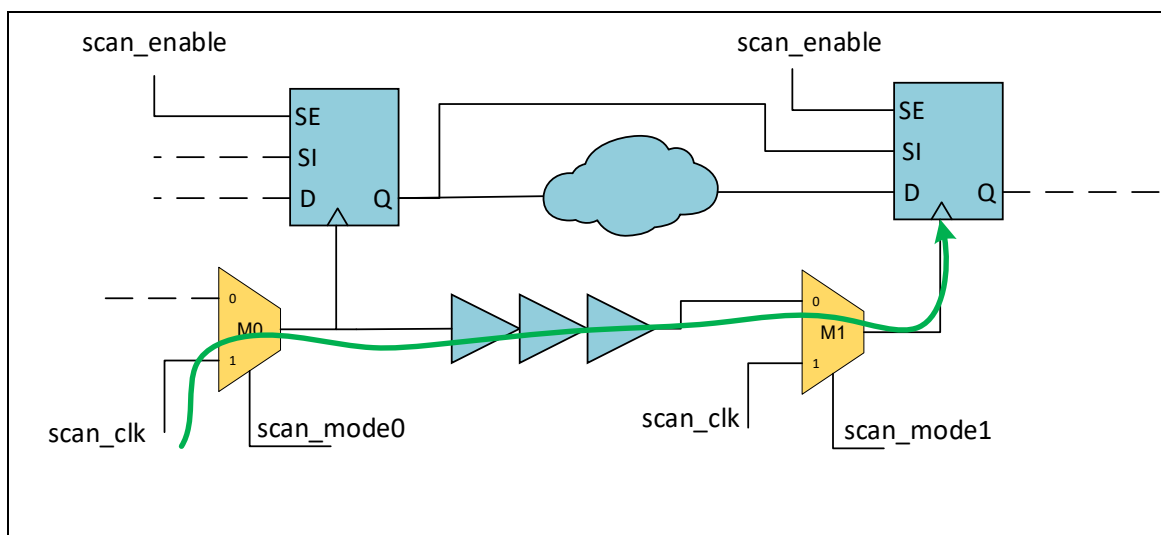 scan_enable
scan_enable
SE
SI
D
Q
SE
SI
D
Q
0
M0
1
0
M1
1
scan_clk
scan_mode0
scan_clk
scan_mode1